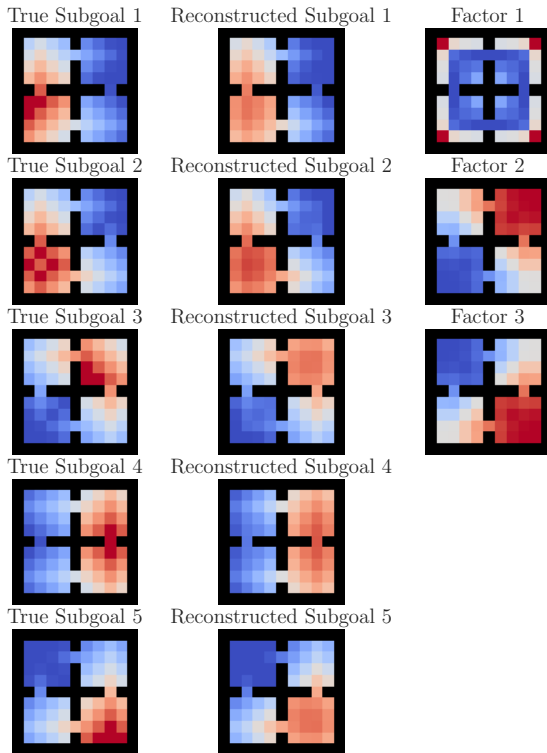 True Subgoal 1 Reconstructed Subgoal 1 Factor 1
True Subgoal 2 Reconstructed Subgoal 2 Factor 2
True Subgoal 3 Reconstructed Subgoal 3 Factor 3
True Subgoal 4 Reconstructed Subgoal 4
True Subgoal 5 Reconstructed Subgoal 5